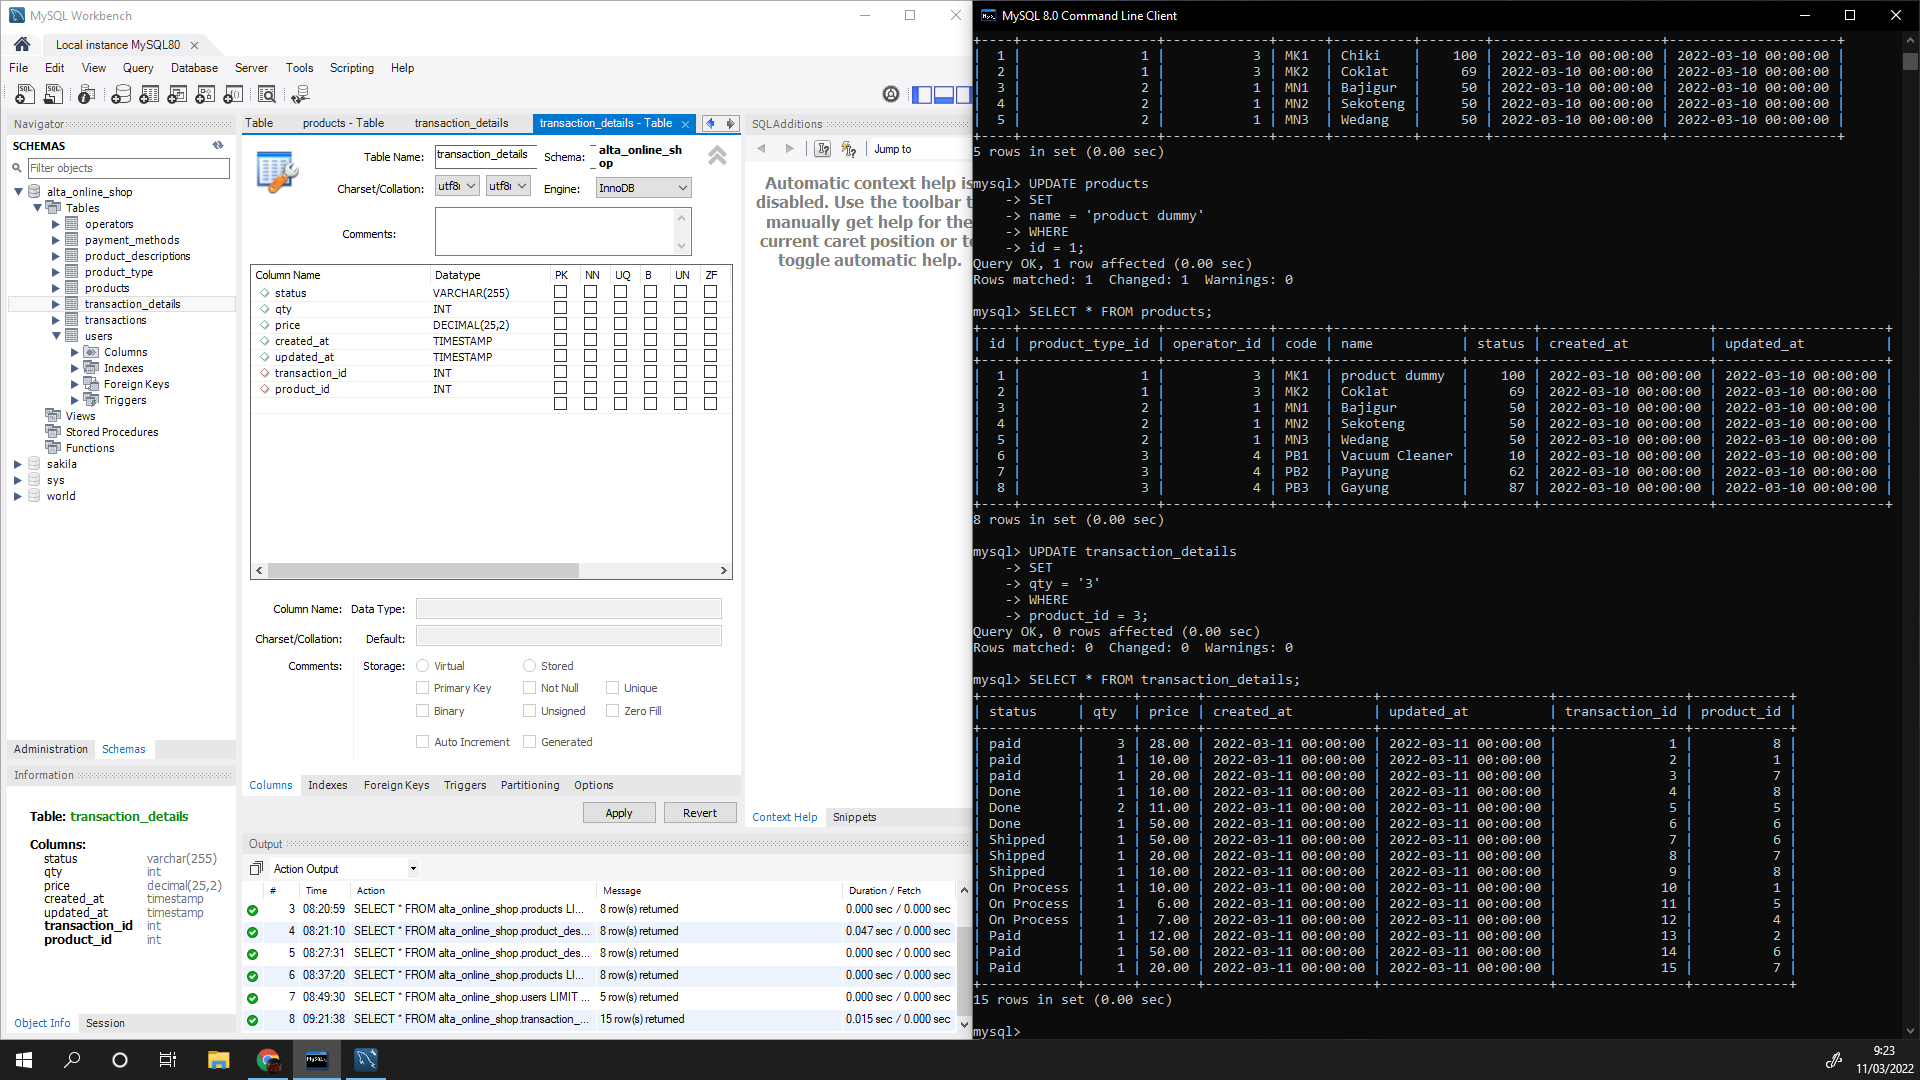 MySQL Workbench
Local instance MySQL80
File Edit View Query Database Server Tools Scripting Help
Navigator
SCHEMAS
Filter objects
alta_online_shop
Tables
operators
payment_methods
product_descriptions
product_type
products
transaction_details
transactions
users
Columns
Indexes
Foreign Keys
Triggers
Views
Stored Procedures
Functions
sakila
sys
world
Administration Schemas
Information
Table: transaction_details
Columns:
status varchar(255)
qty int
price decimal(25,2)
created_at timestamp
updated_at timestamp
transaction_id int
product_id int
Object Info Session
Table products - Table transaction_details transaction_details - Table
Table Name: transaction_details Schema: alta_online_sh
op
Charset/Collation: utf8 utf8 Engine: InnoDB
Comments:
Column Name Datatype PK NN UQ B UN ZF
status VARCHAR(255)
qty INT
price DECIMAL(25,2)
created_at TIMESTAMP
updated_at TIMESTAMP
transaction_id INT
product_id INT
Column Name: Data Type:
Charset/Collation: Default:
Comments: Storage: Virtual Stored
Primary Key Not Null Unique
Binary Unsigned Zero Fill
Auto Increment Generated
Columns Indexes Foreign Keys Triggers Partitioning Options
Apply Revert
SQLAdditions
Jump to
Automatic context help is
disabled. Use the toolbar t
manually get help for the
current caret position or to
toggle automatic help.
Context Help Snippets
Output
Action Output
# Time Action Message Duration / Fetch
3 08:20:59 SELECT * FROM alta_online_shop.products LI... 8 row(s) returned 0.000 sec / 0.000 sec
4 08:21:10 SELECT * FROM alta_online_shop.product_des... 8 row(s) returned 0.047 sec / 0.000 sec
5 08:27:31 SELECT * FROM alta_online_shop.product_des... 8 row(s) returned 0.000 sec / 0.000 sec
6 08:37:20 SELECT * FROM alta_online_shop.products LI... 8 row(s) returned 0.000 sec / 0.000 sec
7 08:49:30 SELECT * FROM alta_online_shop.users LIMIT ... 5 row(s) returned 0.000 sec / 0.000 sec
8 09:21:38 SELECT * FROM alta_online_shop.transaction_... 15 row(s) returned 0.015 sec / 0.000 sec
MySQL 8.0 Command Line Client
+----+-----------------+-------------+------+----------+--------+---------------------+---------------------+
| 1 | 1 | 3 | MK1 | Chiki | 100 | 2022-03-10 00:00:00 | 2022-03-10 00:00:00 |
| 2 | 1 | 3 | MK2 | Coklat | 69 | 2022-03-10 00:00:00 | 2022-03-10 00:00:00 |
| 3 | 2 | 1 | MN1 | Bajigur | 50 | 2022-03-10 00:00:00 | 2022-03-10 00:00:00 |
| 4 | 2 | 1 | MN2 | Sekoteng | 50 | 2022-03-10 00:00:00 | 2022-03-10 00:00:00 |
| 5 | 2 | 1 | MN3 | Wedang | 50 | 2022-03-10 00:00:00 | 2022-03-10 00:00:00 |
+----+-----------------+-------------+------+----------+--------+---------------------+---------------------+
5 rows in set (0.00 sec)
mysql> UPDATE products
-> SET
-> name = 'product dummy'
-> WHERE
-> id = 1;
Query OK, 1 row affected (0.00 sec)
Rows matched: 1 Changed: 1 Warnings: 0
mysql> SELECT * FROM products;
+----+-----------------+-------------+------+----------------+--------+---------------------+---------------------+
| id | product_type_id | operator_id | code | name | status | created_at | updated_at |
+----+-----------------+-------------+------+----------------+--------+---------------------+---------------------+
| 1 | 1 | 3 | MK1 | product dummy | 100 | 2022-03-10 00:00:00 | 2022-03-10 00:00:00 |
| 2 | 1 | 3 | MK2 | Coklat | 69 | 2022-03-10 00:00:00 | 2022-03-10 00:00:00 |
| 3 | 2 | 1 | MN1 | Bajigur | 50 | 2022-03-10 00:00:00 | 2022-03-10 00:00:00 |
| 4 | 2 | 1 | MN2 | Sekoteng | 50 | 2022-03-10 00:00:00 | 2022-03-10 00:00:00 |
| 5 | 2 | 1 | MN3 | Wedang | 50 | 2022-03-10 00:00:00 | 2022-03-10 00:00:00 |
| 6 | 3 | 4 | PB1 | Vacuum Cleaner | 10 | 2022-03-10 00:00:00 | 2022-03-10 00:00:00 |
| 7 | 3 | 4 | PB2 | Payung | 62 | 2022-03-10 00:00:00 | 2022-03-10 00:00:00 |
| 8 | 3 | 4 | PB3 | Gayung | 87 | 2022-03-10 00:00:00 | 2022-03-10 00:00:00 |
+----+-----------------+-------------+------+----------------+--------+---------------------+---------------------+
8 rows in set (0.00 sec)
mysql> UPDATE transaction_details
-> SET
-> qty = '3'
-> WHERE
-> product_id = 3;
Query OK, 0 rows affected (0.00 sec)
Rows matched: 0 Changed: 0 Warnings: 0
mysql> SELECT * FROM transaction_details;
+------------+------+-------+---------------------+---------------------+----------------+------------+
| status | qty | price | created_at | updated_at | transaction_id | product_id |
+------------+------+-------+---------------------+---------------------+----------------+------------+
| paid | 3 | 28.00 | 2022-03-11 00:00:00 | 2022-03-11 00:00:00 | 1 | 8 |
| paid | 1 | 10.00 | 2022-03-11 00:00:00 | 2022-03-11 00:00:00 | 2 | 1 |
| paid | 1 | 20.00 | 2022-03-11 00:00:00 | 2022-03-11 00:00:00 | 3 | 7 |
| Done | 1 | 10.00 | 2022-03-11 00:00:00 | 2022-03-11 00:00:00 | 4 | 8 |
| Done | 2 | 11.00 | 2022-03-11 00:00:00 | 2022-03-11 00:00:00 | 5 | 5 |
| Done | 1 | 50.00 | 2022-03-11 00:00:00 | 2022-03-11 00:00:00 | 6 | 6 |
| Shipped | 1 | 50.00 | 2022-03-11 00:00:00 | 2022-03-11 00:00:00 | 7 | 6 |
| Shipped | 1 | 20.00 | 2022-03-11 00:00:00 | 2022-03-11 00:00:00 | 8 | 7 |
| Shipped | 1 | 10.00 | 2022-03-11 00:00:00 | 2022-03-11 00:00:00 | 9 | 8 |
| On Process | 1 | 10.00 | 2022-03-11 00:00:00 | 2022-03-11 00:00:00 | 10 | 1 |
| On Process | 1 | 6.00 | 2022-03-11 00:00:00 | 2022-03-11 00:00:00 | 11 | 5 |
| On Process | 1 | 7.00 | 2022-03-11 00:00:00 | 2022-03-11 00:00:00 | 12 | 4 |
| Paid | 1 | 12.00 | 2022-03-11 00:00:00 | 2022-03-11 00:00:00 | 13 | 2 |
| Paid | 1 | 50.00 | 2022-03-11 00:00:00 | 2022-03-11 00:00:00 | 14 | 6 |
| Paid | 1 | 20.00 | 2022-03-11 00:00:00 | 2022-03-11 00:00:00 | 15 | 7 |
+------------+------+-------+---------------------+---------------------+----------------+------------+
15 rows in set (0.00 sec)
mysql>
9:23
11/03/2022